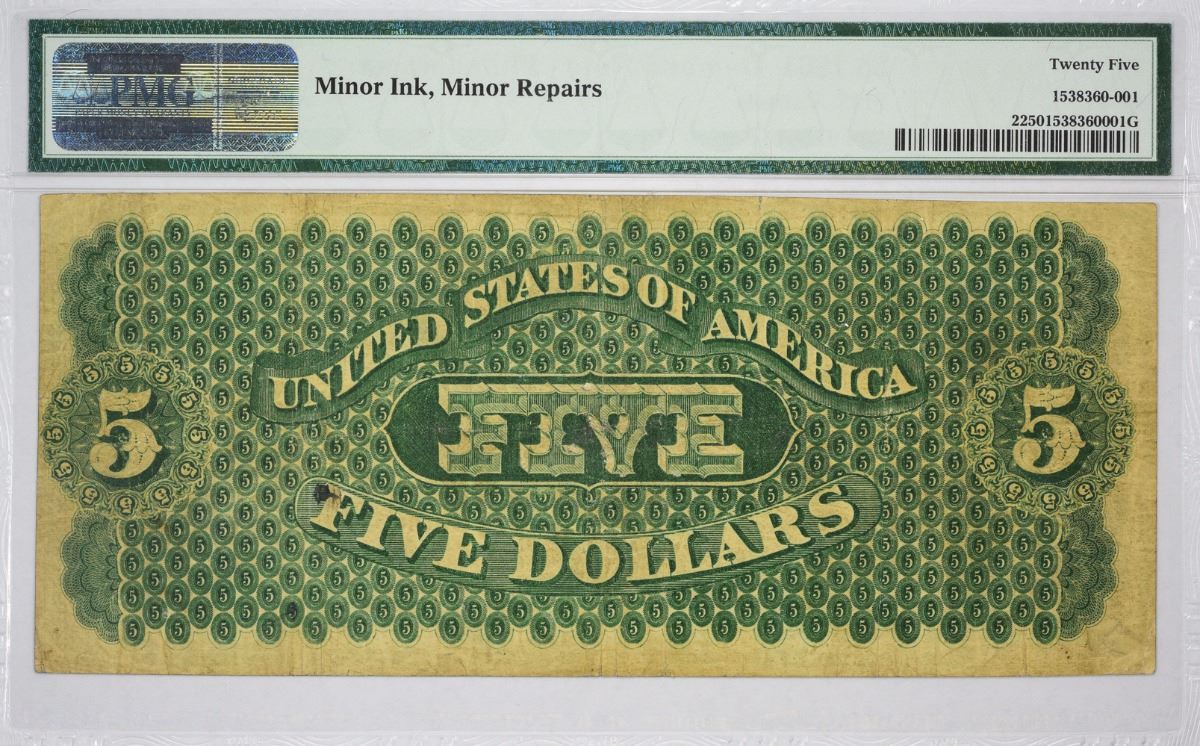 PMG
Minor Ink, Minor Repairs
Twenty Five
1538360-001
22501538360001G
UNITED STATES OF AMERICA
5 FIVE 5
FIVE DOLLARS